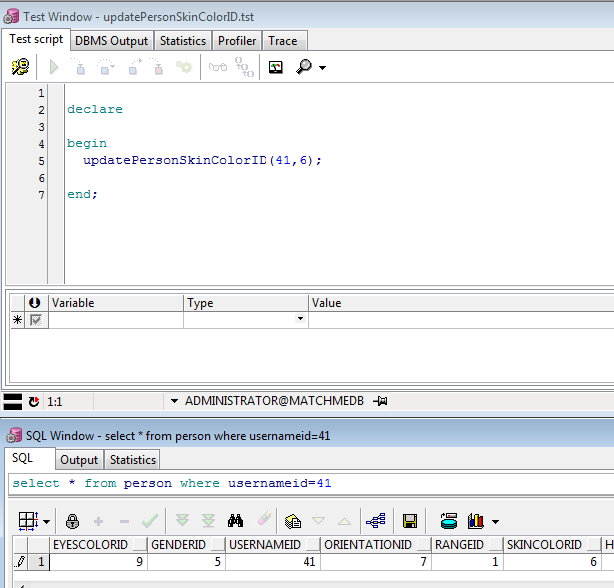 Test Window - updatePersonSkinColorID.tst
Test script DBMS Output Statistics Profiler Trace
1
2 declare
3
4 begin
5 updatePersonSkinColorID(41,6);
6
7 end;
Variable Type Value
1:1 ADMINISTRATOR@MATCHMEDB
SQL Window - select * from person where usernameid=41
SQL Output Statistics
select * from person where usernameid=41
EYESCOLORID GENDERID USERNAMEID ORIENTATIONID RANGEID SKINCOLORID H
1 9 5 41 7 1 6